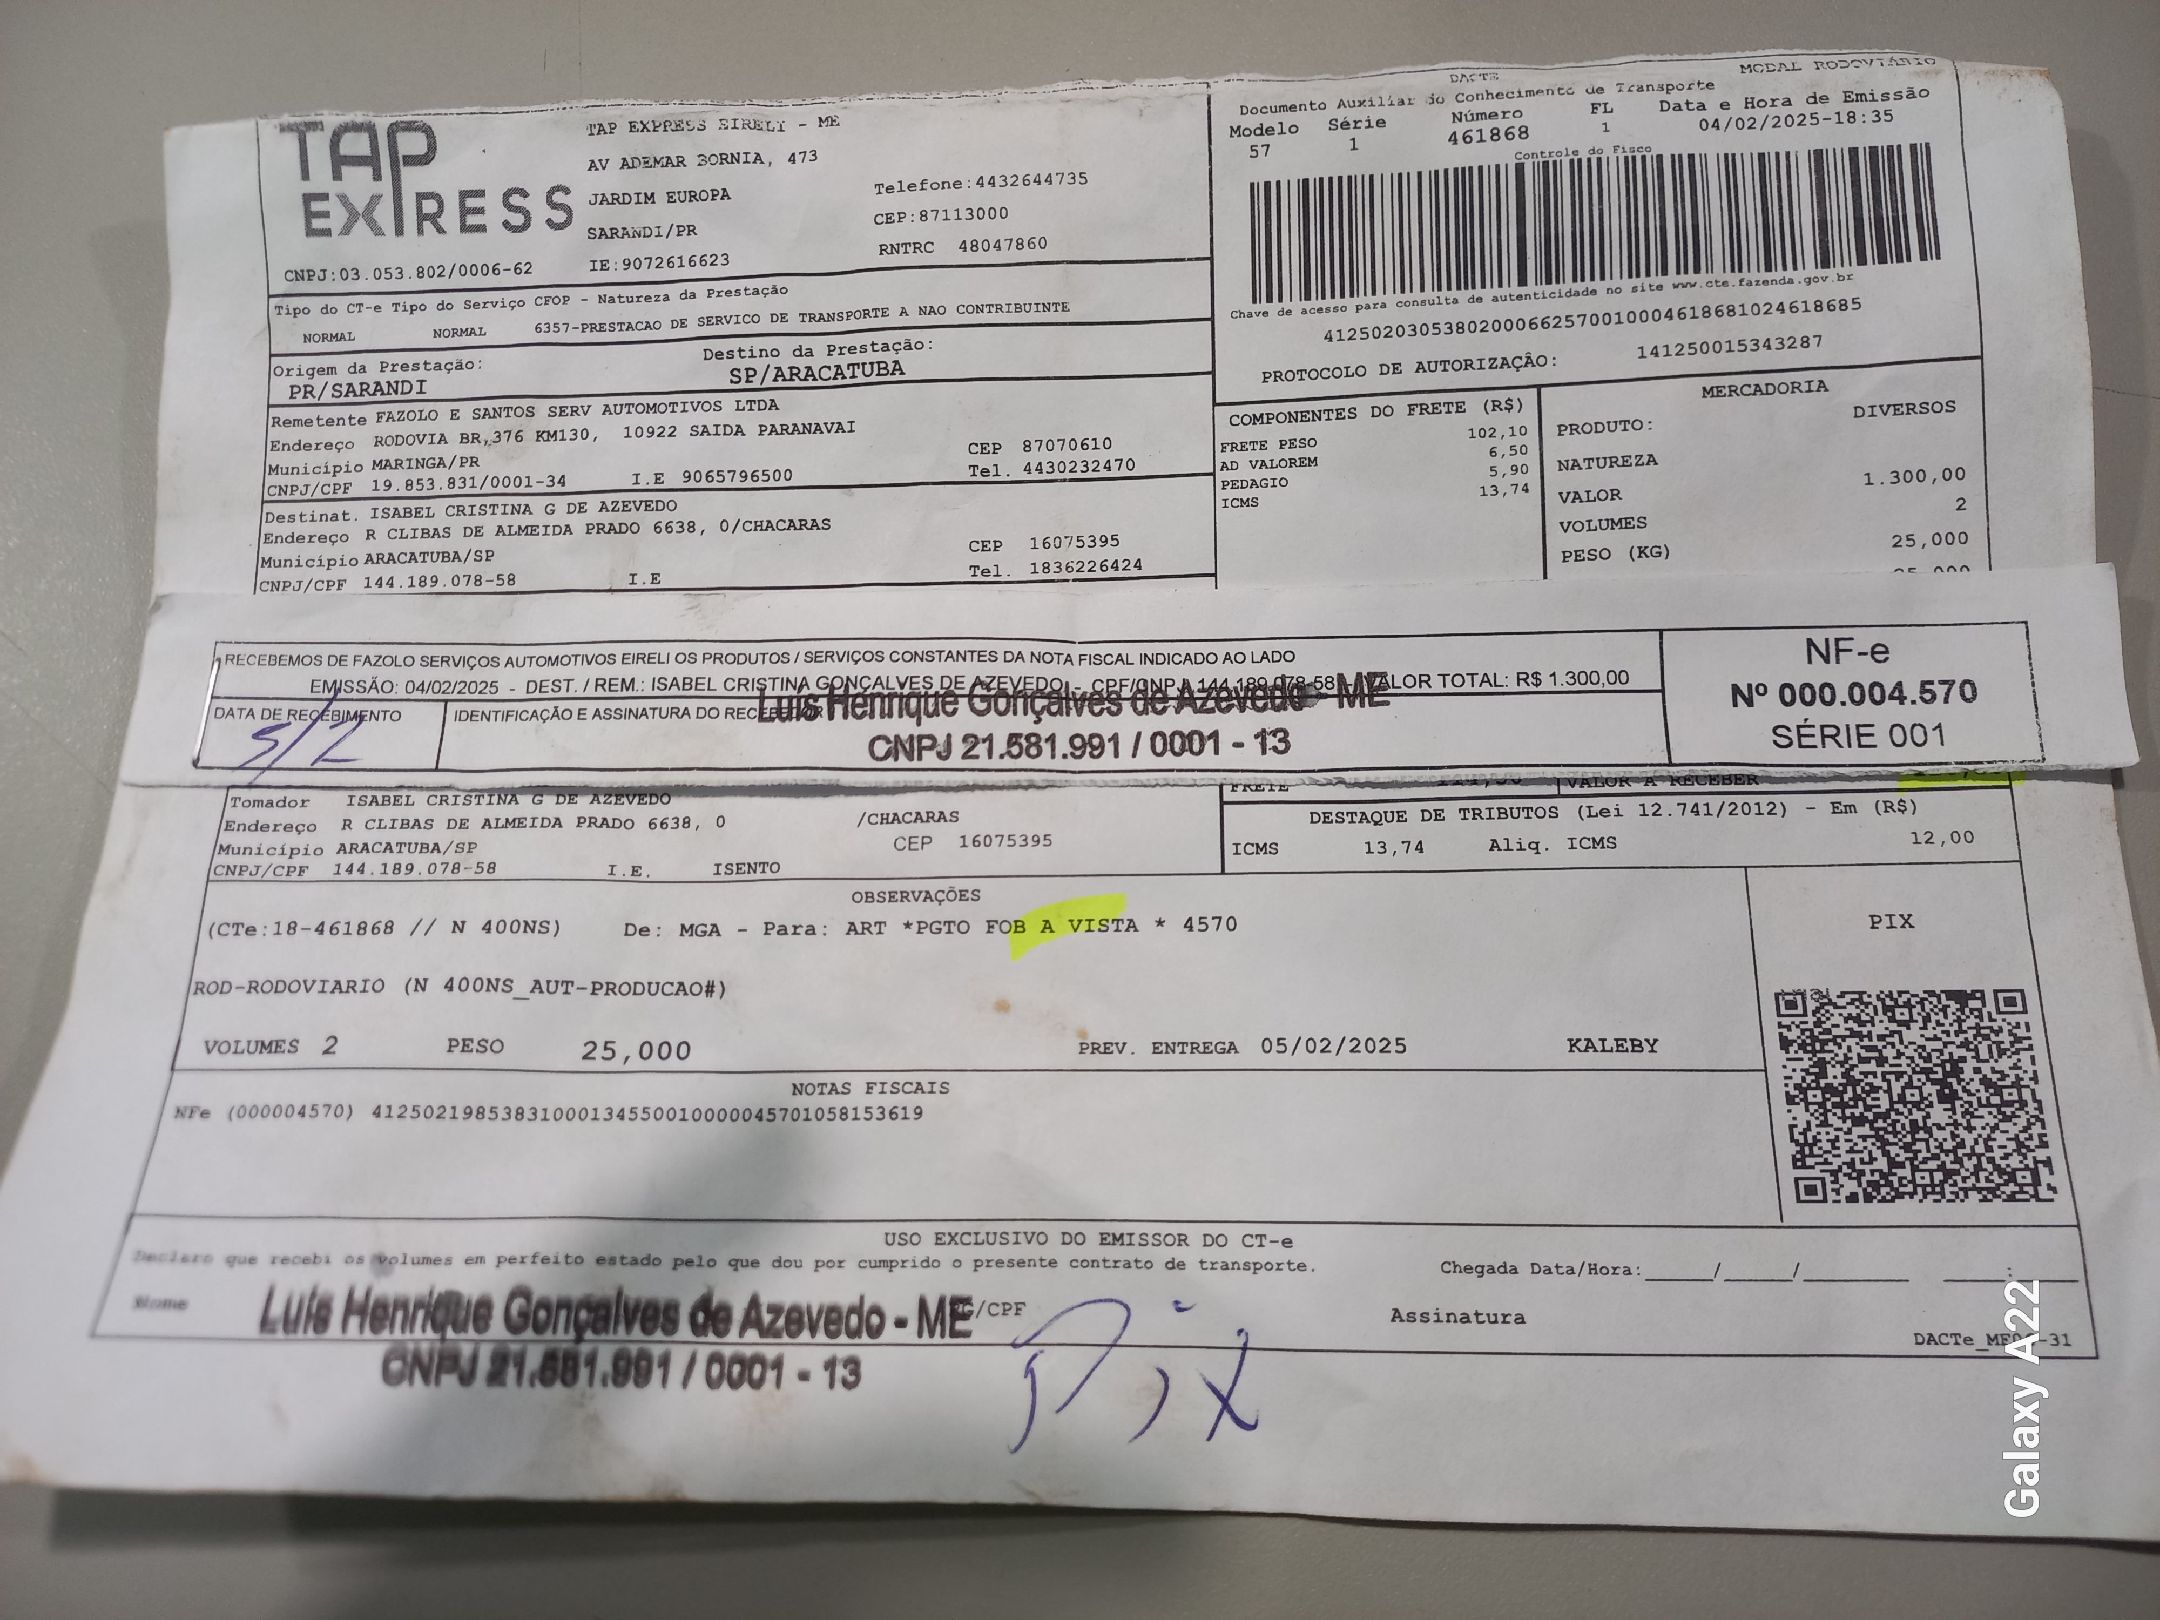 DACTE
MODAL RODOVIÁRIO
Documento Auxiliar do Conhecimento de Transporte
Modelo Série Número FL Data e Hora de Emissão
57 1 461868 1 04/02/2025-18:35
Controle do Fisco
TAP EXPRESS
TAP EXPRESS EIRELI - ME
AV ADEMAR BORNIA, 473
JARDIM EUROPA Telefone:4432644735
CEP:87113000
SARANDI/PR
RNTRC 48047860
CNPJ:03.053.802/0006-62 IE:9072616623
Chave de acesso para consulta de autenticidade no site www.cte.fazenda.gov.br
41250203053802000662570010004618681024618685
PROTOCOLO DE AUTORIZAÇÂO: 141250015343287
Tipo do CT-e Tipo do Serviço CFOP - Natureza da Prestação
NORMAL NORMAL 6357-PRESTACAO DE SERVICO DE TRANSPORTE A NAO CONTRIBUINTE
Origem da Prestação: Destino da Prestação:
PR/SARANDI SP/ARACATUBA
Remetente FAZOLO E SANTOS SERV AUTOMOTIVOS LTDA
Endereço RODOVIA BR,376 KM130, 10922 SAIDA PARANAVAI
Município MARINGA/PR CEP 87070610
CNPJ/CPF 19.853.831/0001-34 I.E 9065796500 Tel. 4430232470
Destinat. ISABEL CRISTINA G DE AZEVEDO
Endereço R CLIBAS DE ALMEIDA PRADO 6638, 0/CHACARAS
Município ARACATUBA/SP CEP 16075395
CNPJ/CPF 144.189.078-58 I.E Tel. 1836226424
COMPONENTES DO FRETE (R$)
FRETE PESO 102,10
AD VALOREM 6,50
PEDAGIO 5,90
ICMS 13,74
MERCADORIA
PRODUTO: DIVERSOS
NATUREZA
VALOR 1.300,00
VOLUMES 2
PESO (KG) 25,000
RECEBEMOS DE FAZOLO SERVIÇOS AUTOMOTIVOS EIRELI OS PRODUTOS / SERVIÇOS CONSTANTES DA NOTA FISCAL INDICADO AO LADO
EMISSÃO: 04/02/2025 - DEST. / REM.: ISABEL CRISTINA GONÇALVES DE AZEVEDO - CPF/CNPJ 144.189.078-58 - VALOR TOTAL: R$ 1.300,00
DATA DE RECEBIMENTO IDENTIFICAÇÃO E ASSINATURA DO RECEBEDOR
5/2
Luís Henrique Gonçalves de Azevedo - ME
CNPJ 21.581.991 / 0001 - 13
NF-e
Nº 000.004.570
SÉRIE 001
FRETE VALOR A RECEBER
Tomador ISABEL CRISTINA G DE AZEVEDO
Endereço R CLIBAS DE ALMEIDA PRADO 6638, 0 /CHACARAS
Município ARACATUBA/SP CEP 16075395
CNPJ/CPF 144.189.078-58 I.E. ISENTO
DESTAQUE DE TRIBUTOS (Lei 12.741/2012) - Em (R$)
ICMS 13,74 Aliq. ICMS 12,00
OBSERVAÇÕES
(CTe:18-461868 // N 400NS) De: MGA - Para: ART *PGTO FOB A VISTA * 4570
ROD-RODOVIARIO (N 400NS_AUT-PRODUCAO#)
VOLUMES 2 PESO 25,000 PREV. ENTREGA 05/02/2025 KALEBY
PIX
NOTAS FISCAIS
NFe (000004570) 41250219853831000134550010000045701058153619
USO EXCLUSIVO DO EMISSOR DO CT-e
Declaro que recebi os volumes em perfeito estado pelo que dou por cumprido o presente contrato de transporte.
Chegada Data/Hora:_____/_____/________ ____:____
Nome RG/CPF
Assinatura
Luís Henrique Gonçalves de Azevedo - ME
CNPJ 21.581.991 / 0001 - 13
Pix
Galaxy A22